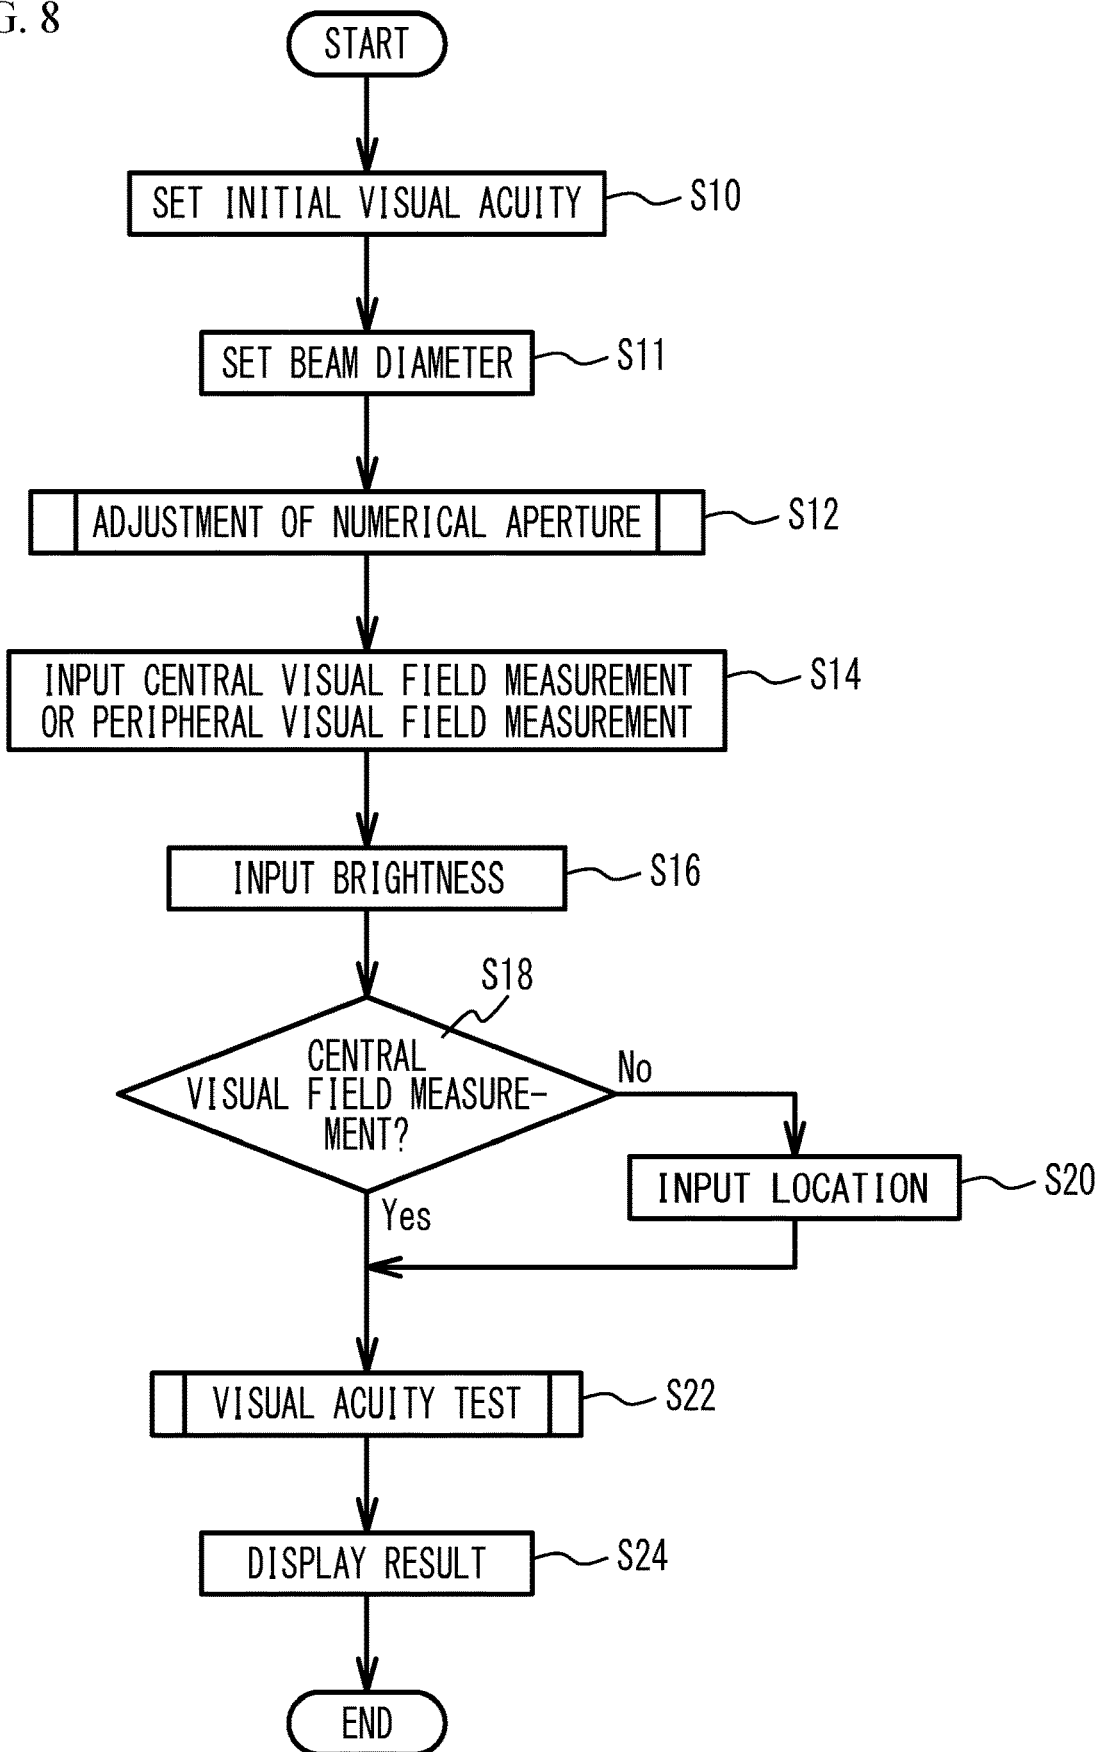 G. 8
START
SET INITIAL VISUAL ACUITY
S10
SET BEAM DIAMETER
S11
ADJUSTMENT OF NUMERICAL APERTURE
S12
INPUT CENTRAL VISUAL FIELD MEASUREMENT
OR PERIPHERAL VISUAL FIELD MEASUREMENT
S14
INPUT BRIGHTNESS
S16
S18
CENTRAL
VISUAL FIELD MEASURE-
MENT?
No
INPUT LOCATION
S20
Yes
VISUAL ACUITY TEST
S22
DISPLAY RESULT
S24
END